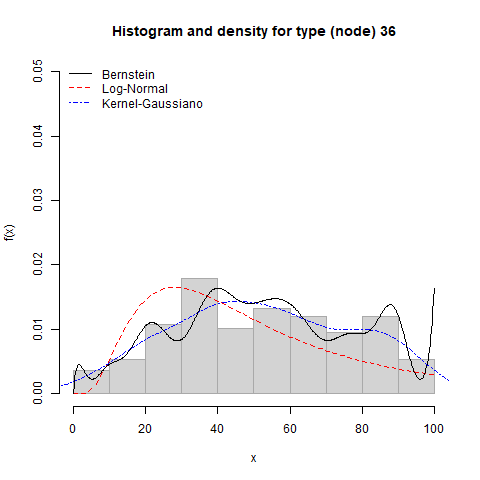 Histogram and density for type (node) 36
Bernstein
Log-Normal
Kernel-Gaussiano
0.05
0.04
0.03
0.02
0.01
0.00
f(x)
0 20 40 60 80 100
x